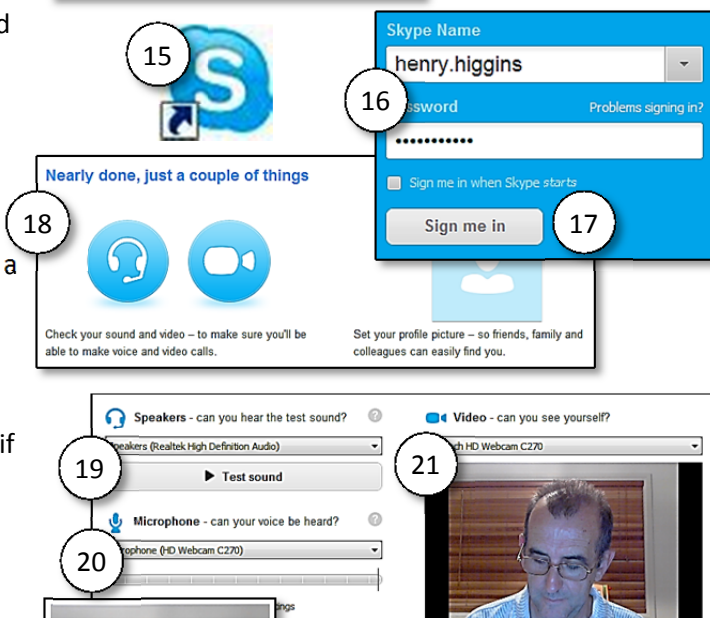 d
15
S
Skype Name
henry.higgins
16
Problems signing in?
Sign me in when Skype starts
Sign me in
17
Nearly done, just a couple of things
18
a
Check your sound and video – to make sure you'll be
able to make voice and video calls.
Set your profile picture – so friends, family and
colleagues can easily find you.
if
Speakers - can you hear the test sound?
(Realtek High Definition Audio)
19
Test sound
Microphone - can your voice be heard?
(HD Webcam C270)
20
Video - can you see yourself?
HD Webcam C270
21